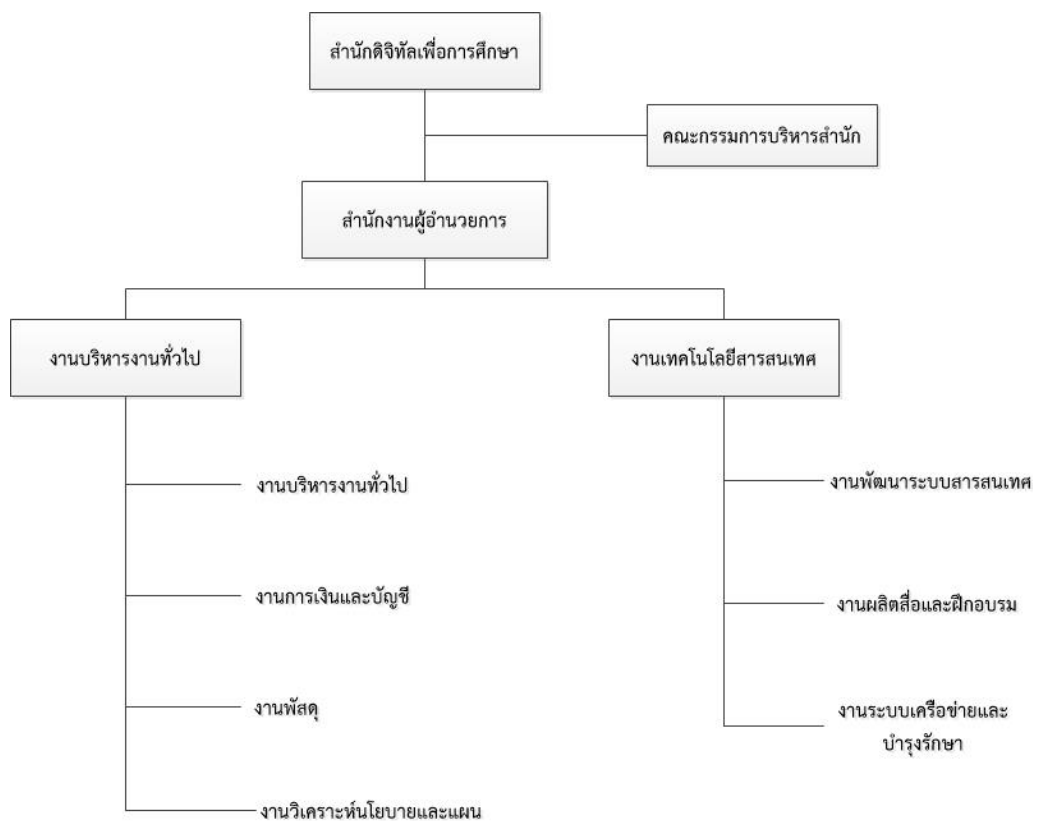 สำนักดิจิทัลเพื่อการศึกษา
คณะกรรมการบริหารสำนัก
สำนักงานผู้อำนวยการ
งานบริหารงานทั่วไป
งานเทคโนโลยีสารสนเทศ
งานบริหารงานทั่วไป
งานพัฒนาระบบสารสนเทศ
งานการเงินและบัญชี
งานผลิตสื่อและฝึกอบรม
งานพัสดุ
งานระบบเครือข่ายและ
บำรุงรักษา
งานวิเคราะห์นโยบายและแผน